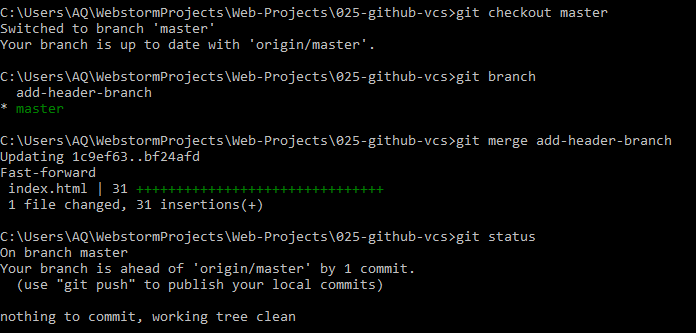 C:\Users\AQ\WebstormProjects\Web-Projects\025-github-vcs>git checkout master
Switched to branch 'master'
Your branch is up to date with 'origin/master'.
C:\Users\AQ\WebstormProjects\Web-Projects\025-github-vcs>git branch
  add-header-branch
* master
C:\Users\AQ\WebstormProjects\Web-Projects\025-github-vcs>git merge add-header-branch
Updating 1c9ef63..bf24afd
Fast-forward
 index.html | 31 +++++++++++++++++++++++++++++++
 1 file changed, 31 insertions(+)
C:\Users\AQ\WebstormProjects\Web-Projects\025-github-vcs>git status
On branch master
Your branch is ahead of 'origin/master' by 1 commit.
  (use "git push" to publish your local commits)
nothing to commit, working tree clean